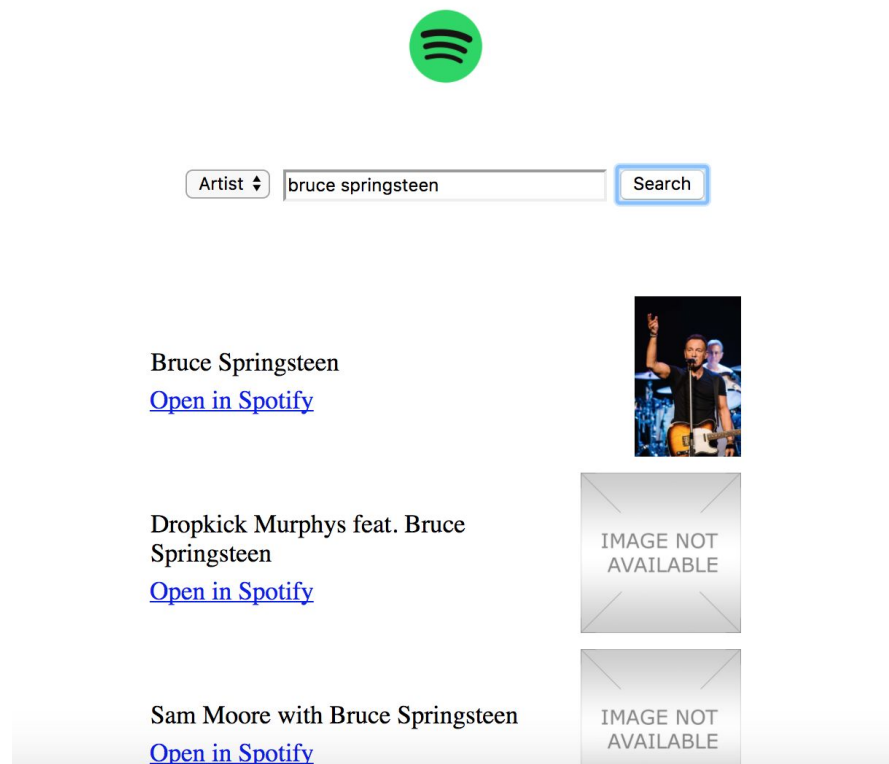 Artist bruce springsteen Search
Bruce Springsteen
Open in Spotify
Dropkick Murphys feat. Bruce
Springsteen
Open in Spotify
IMAGE NOT
AVAILABLE
Sam Moore with Bruce Springsteen
Open in Spotify
IMAGE NOT
AVAILABLE